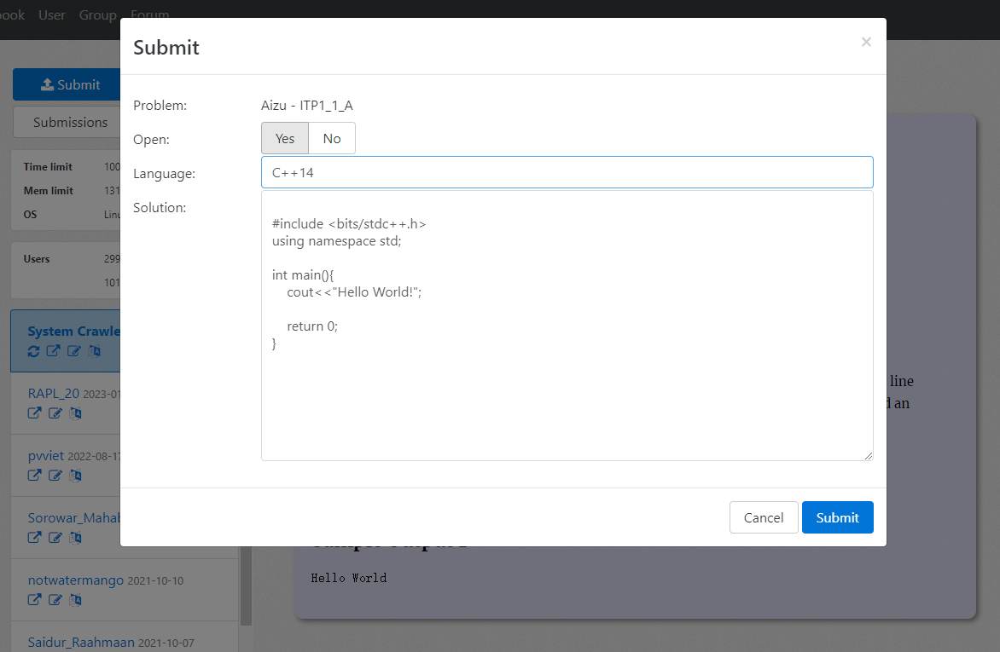 ook User Group Forum
Submit
×
Submit
Submissions
Problem: Aizu - ITP1_1_A
Open: Yes No
Language: C++14
Solution:
#include <bits/stdc++.h>
using namespace std;
int main(){
cout<<"Hello World!";
return 0;
}
Cancel Submit
Time limit 100
Mem limit 131
OS Linu
Users 299
101
System Crawle
RAPL_20 2023-01
pvviet 2022-08-17
Sorowar_Mahab
notwatermango 2021-10-10
Saidur_Raahmaan 2021-10-07
line
d an
Hello World